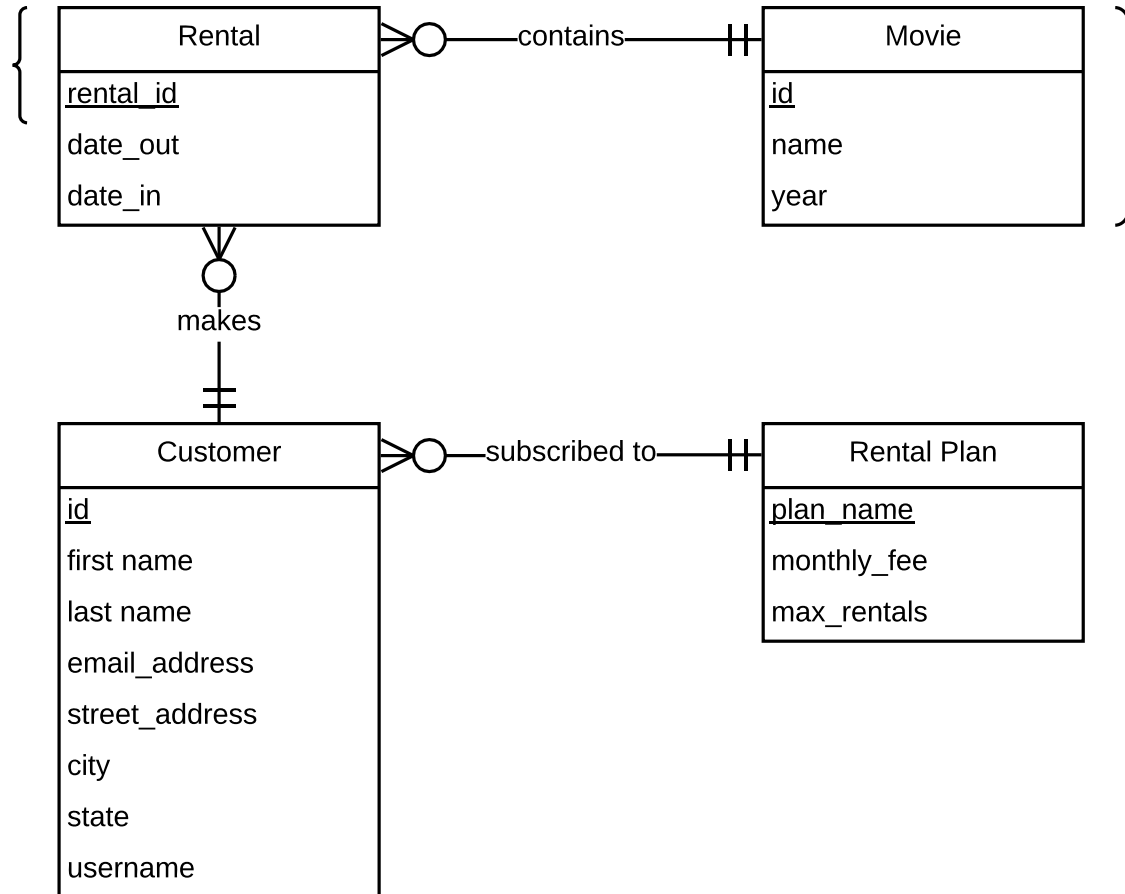 Rental
rental_id
date_out
date_in
contains
Movie
id
name
year
makes
Customer
id
first name
last name
email_address
street_address
city
state
username
subscribed to
Rental Plan
plan_name
monthly_fee
max_rentals